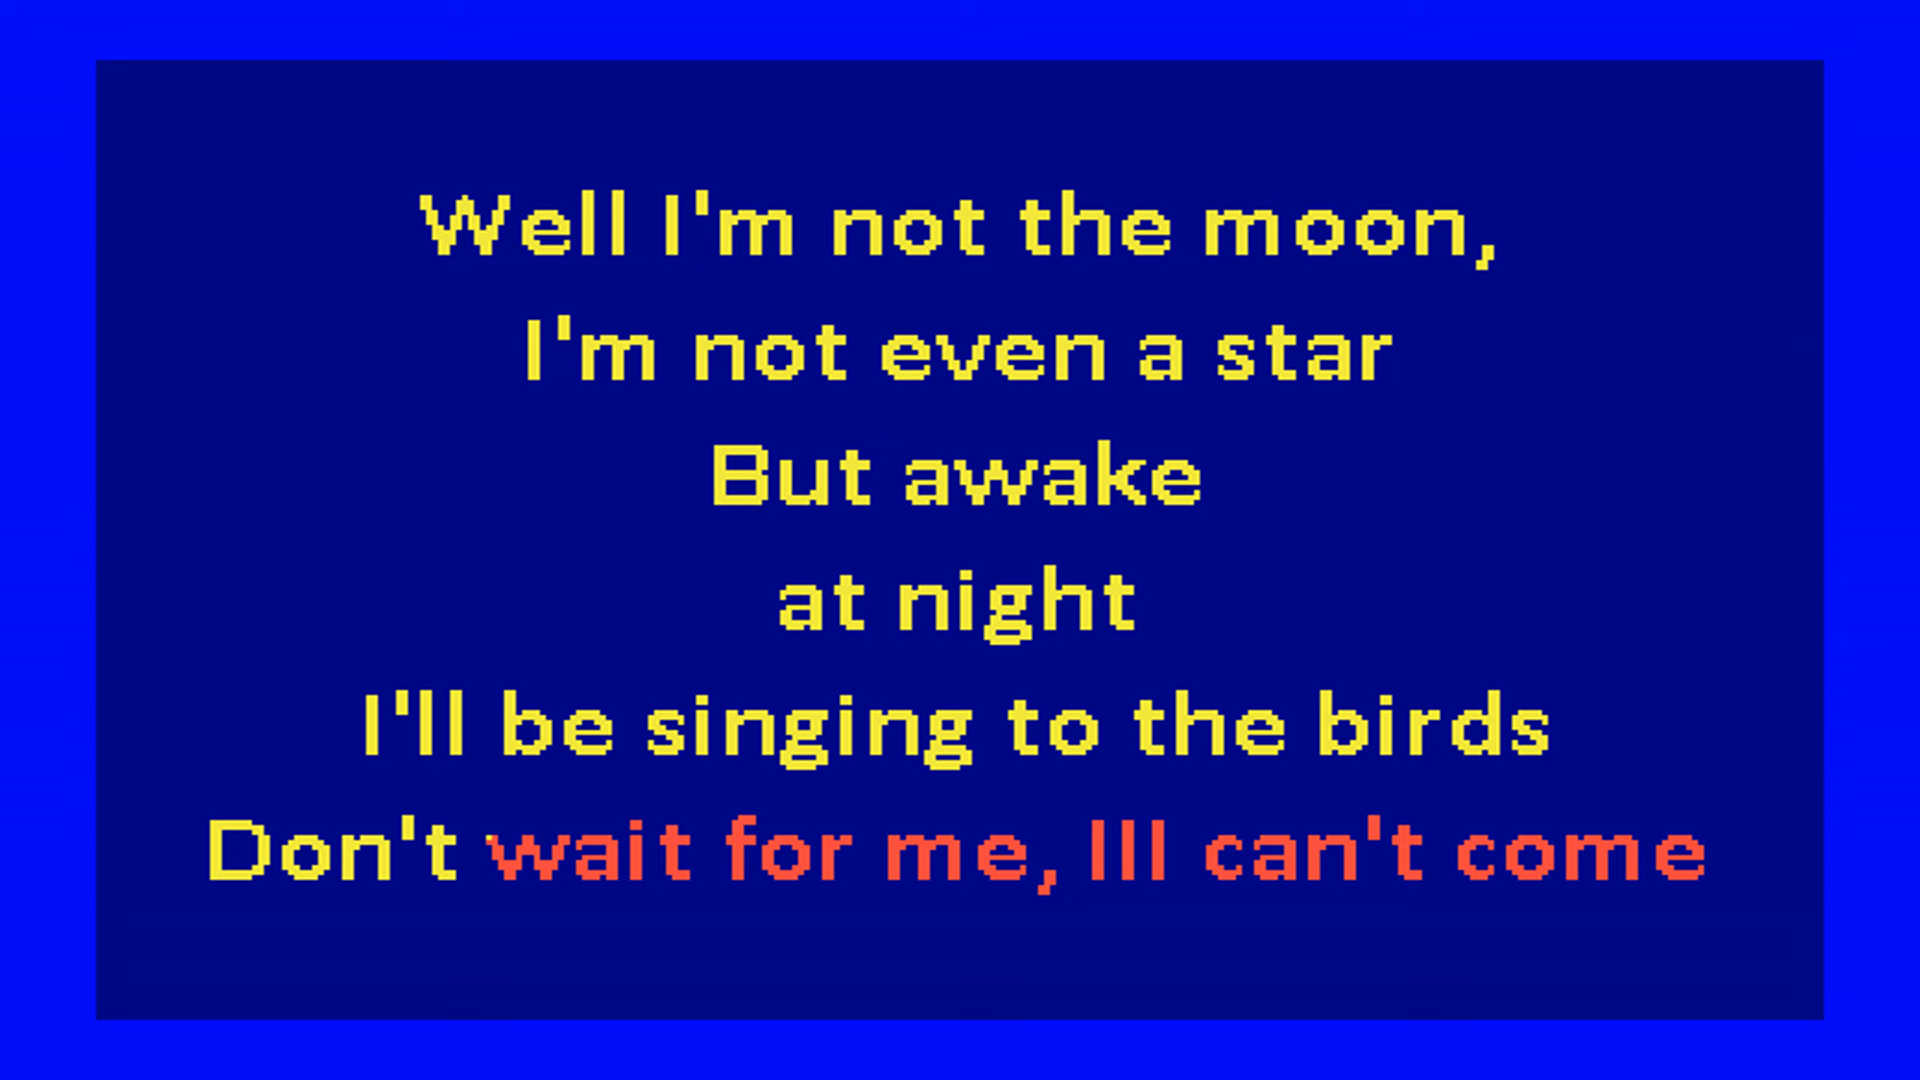 Well I'm not the moon,
I'm not even a star
But awake
at night
I'll be singing to the birds
Don't wait for me, III can't come